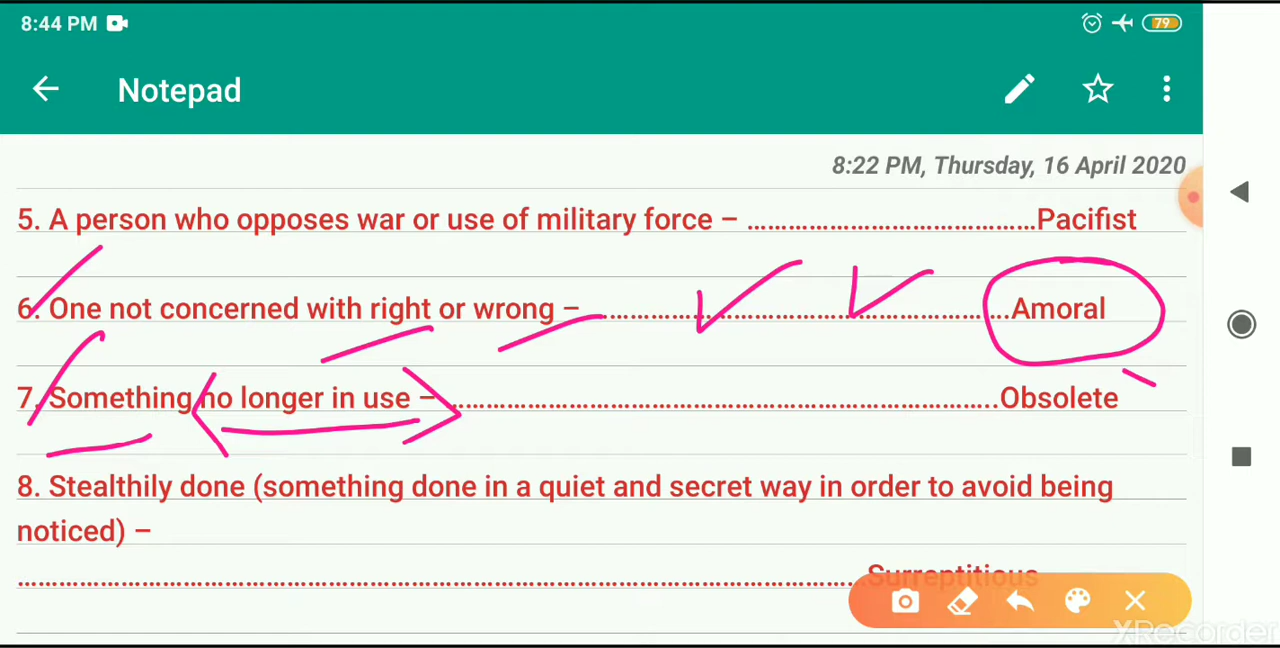 8:44 PM
79
Notepad
8:22 PM, Thursday, 16 April 2020
5. A person who opposes war or use of military force – .......................................Pacifist
6. One not concerned with right or wrong – .........................................................Amoral
7. Something no longer in use – ...............................................................................Obsolete
8. Stealthily done (something done in a quiet and secret way in order to avoid being
noticed) –
.........................................................................................................................Surreptitious
XRecorder